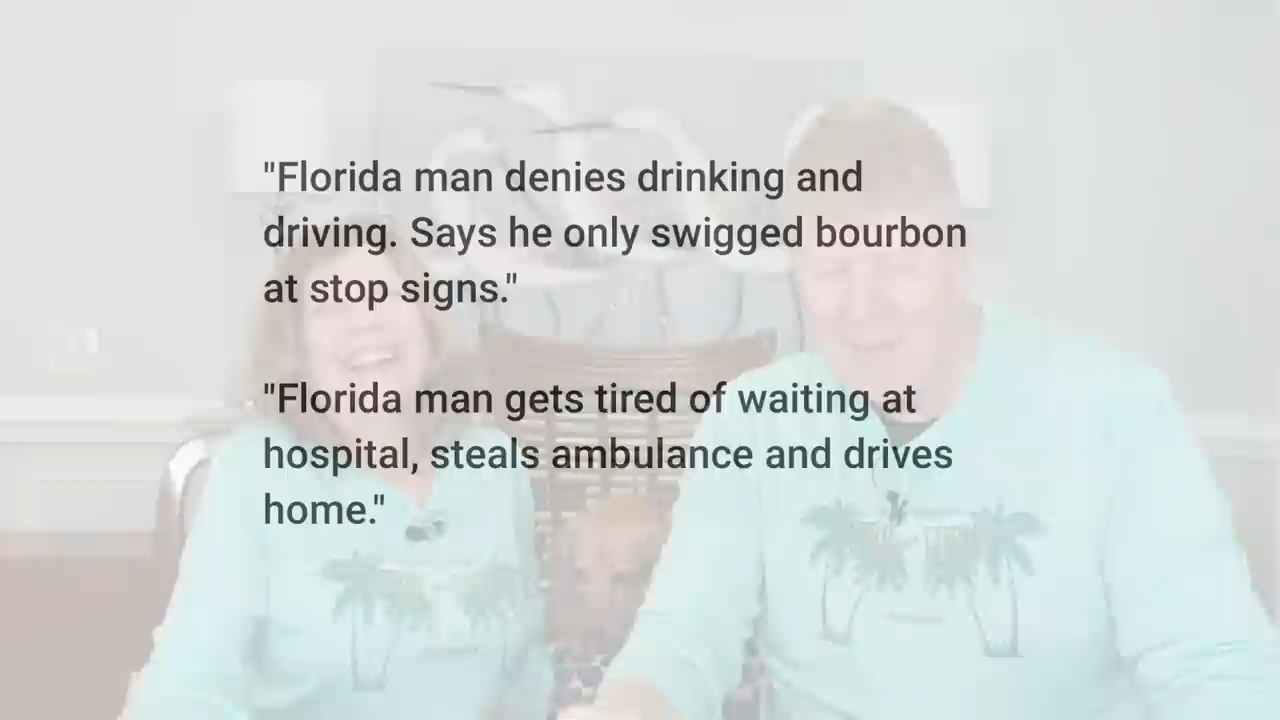 "Florida man denies drinking and
driving. Says he only swigged bourbon
at stop signs."
"Florida man gets tired of waiting at
hospital, steals ambulance and drives
home."